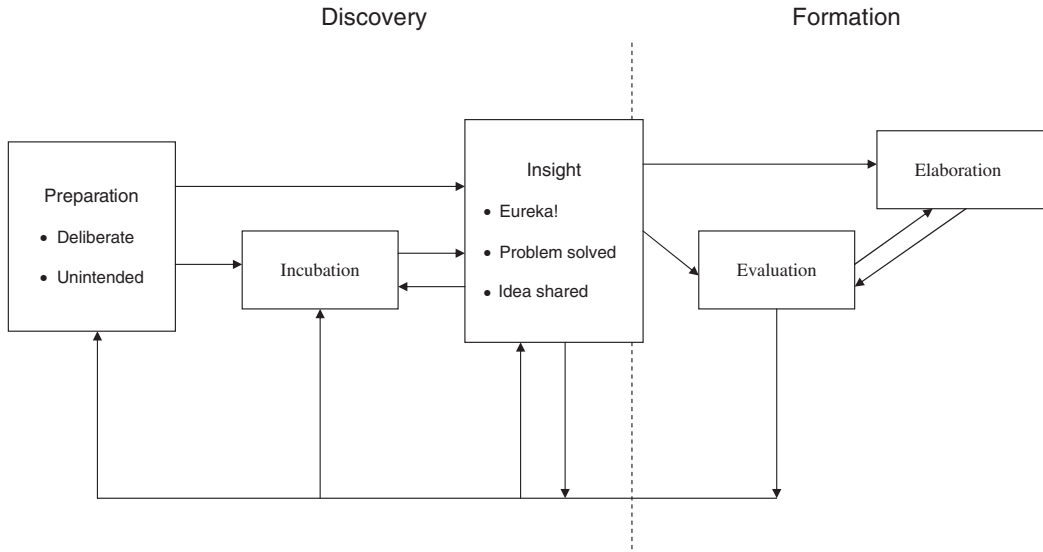 Discovery
Formation
Preparation
• Deliberate
• Unintended
Incubation
Insight
• Eureka!
• Problem solved
• Idea shared
Evaluation
Elaboration